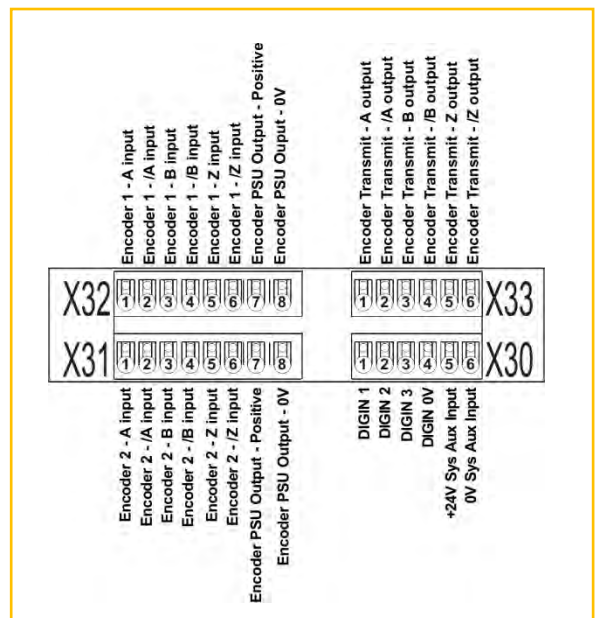 Encoder 1 - A input
Encoder 1 - /A input
Encoder 1 - B input
Encoder 1 - /B input
Encoder 1 - Z input
Encoder 1 - /Z input
Encoder PSU Output - Positive
Encoder PSU Ouput - 0V
Encoder Transmit - A output
Encoder Transmit - /A output
Encoder Transmit - B output
Encoder Transmit - /B output
Encoder Transmit - Z output
Encoder Transmit - /Z output
X32 1 2 3 4 5 6 7 8
1 2 3 4 5 6 X33
X31 1 2 3 4 5 6 7 8
1 2 3 4 5 6 X30
Encoder 2 - A input
Encoder 2 - /A input
Encoder 2 - B input
Encoder 2 - /B input
Encoder 2 - Z input
Encoder 2 - /Z input
Encoder PSU Output - Positive
Encoder PSU Output - 0V
DIGIN 1
DIGIN 2
DIGIN 3
DIGIN 0V
+24V Sys Aux Input
0V Sys Aux Input